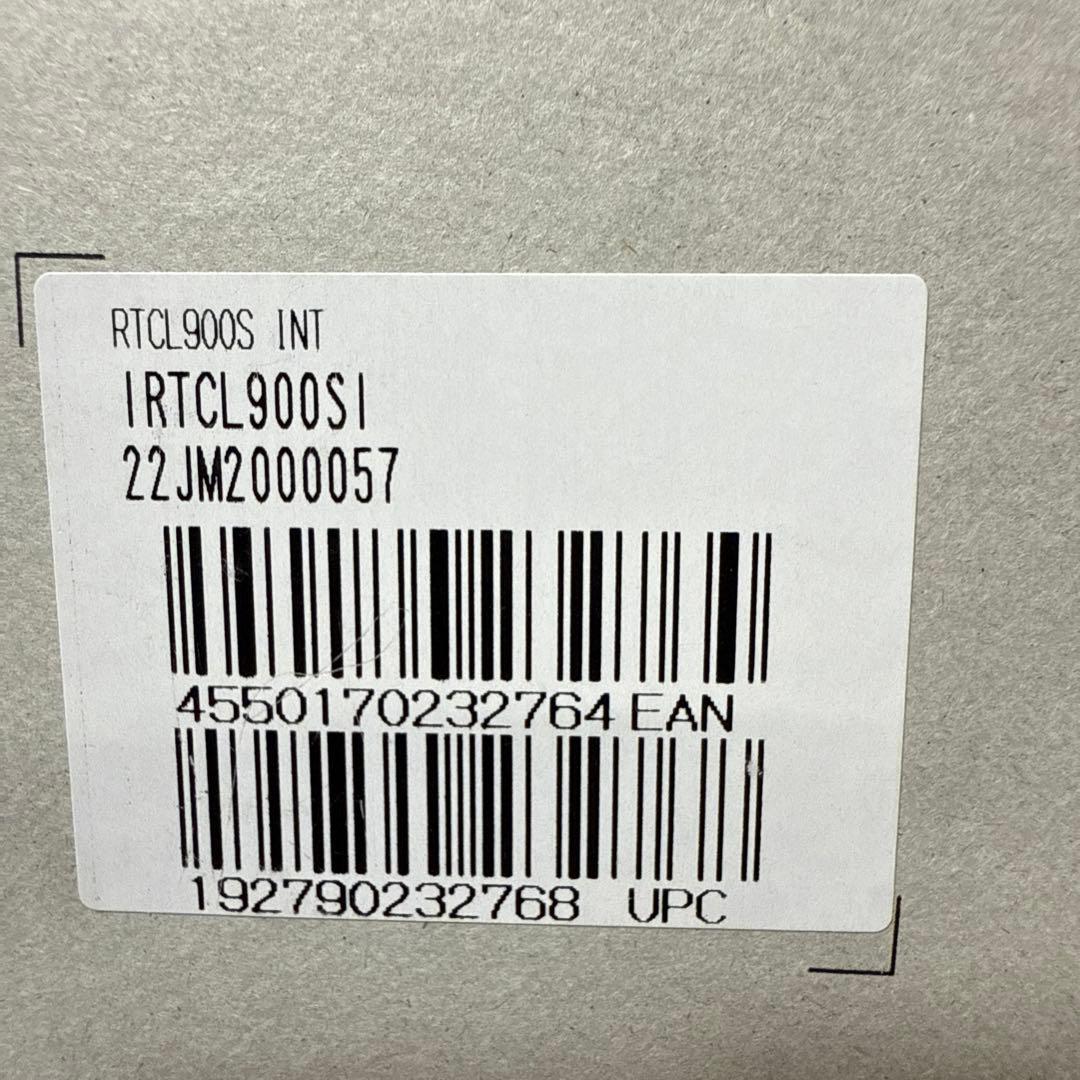 RTCL900S INT
IRTCL900SI
22JM2000057
4550170232764 EAN
192790232768 UPC